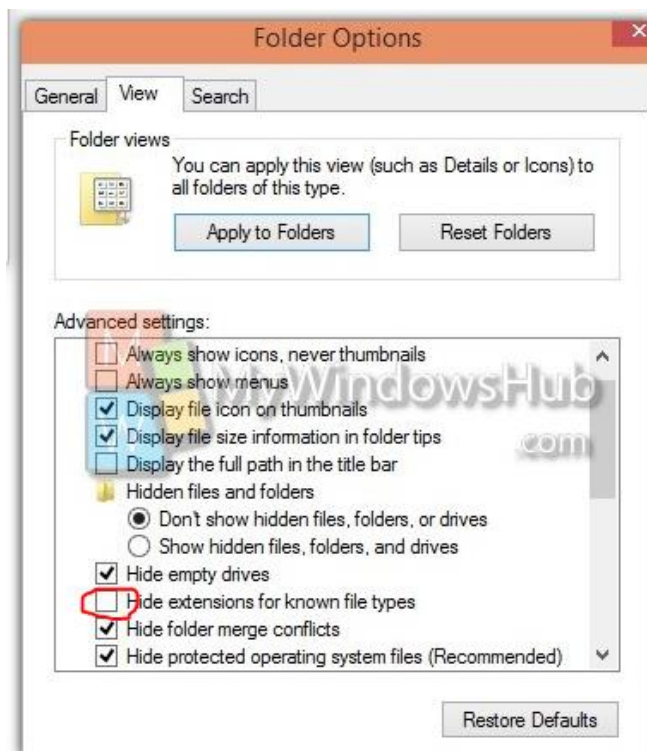 Folder Options
General View Search
Folder views
You can apply this view (such as Details or Icons) to
all folders of this type.
Apply to Folders Reset Folders
Advanced settings:
Always show icons, never thumbnails
Always show menus
MyWindowsHub
Display file icon on thumbnails
Display file size information in folder tips
.com
Display the full path in the title bar
Hidden files and folders
Don't show hidden files, folders, or drives
Show hidden files, folders, and drives
Hide empty drives
Hide extensions for known file types
Hide folder merge conflicts
Hide protected operating system files (Recommended)
Restore Defaults